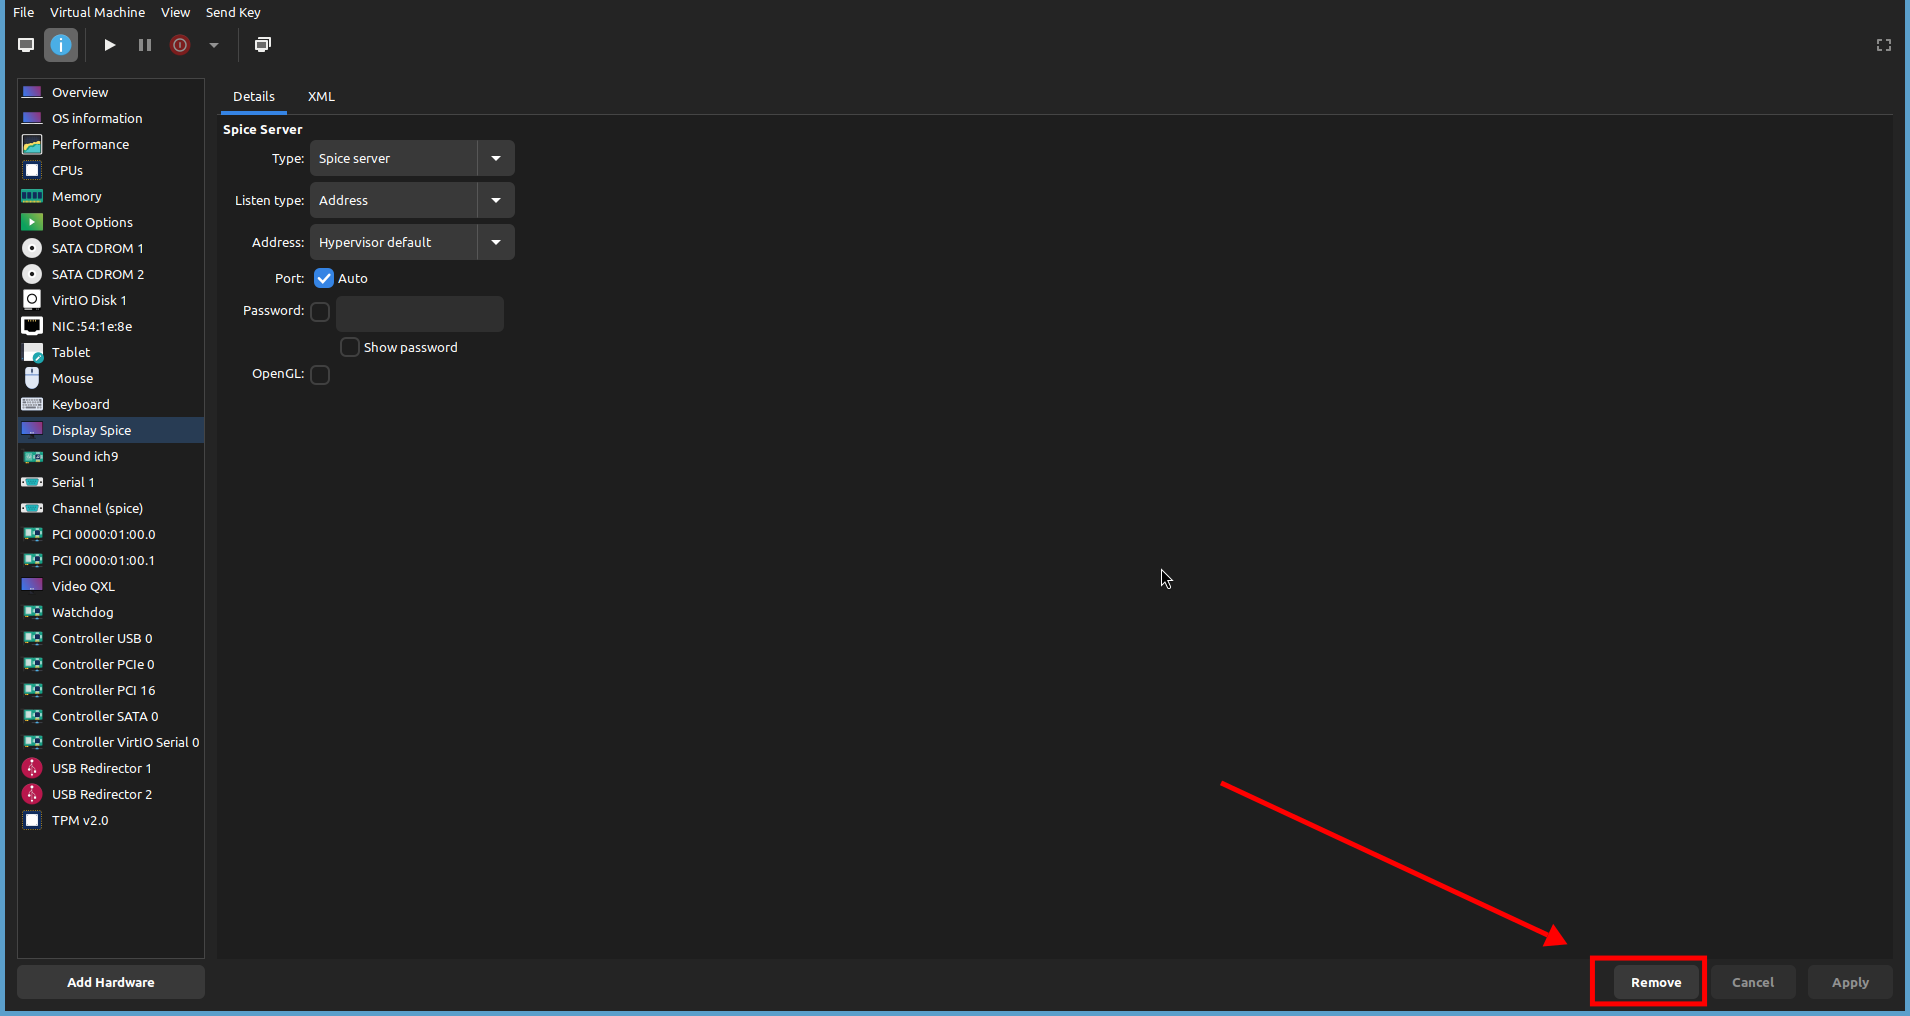 File Virtual Machine View Send Key
Overview
OS information
Performance
CPUs
Memory
Boot Options
SATA CDROM 1
SATA CDROM 2
VirtIO Disk 1
NIC :54:1e:8e
Tablet
Mouse
Keyboard
Display Spice
Sound ich9
Serial 1
Channel (spice)
PCI 0000:01:00.0
PCI 0000:01:00.1
Video QXL
Watchdog
Controller USB 0
Controller PCIe 0
Controller PCI 16
Controller SATA 0
Controller VirtIO Serial 0
USB Redirector 1
USB Redirector 2
TPM v2.0
Add Hardware
Details XML
Spice Server
Type: Spice server
Listen type: Address
Address: Hypervisor default
Port: Auto
Password:
Show password
OpenGL:
Remove Cancel Apply